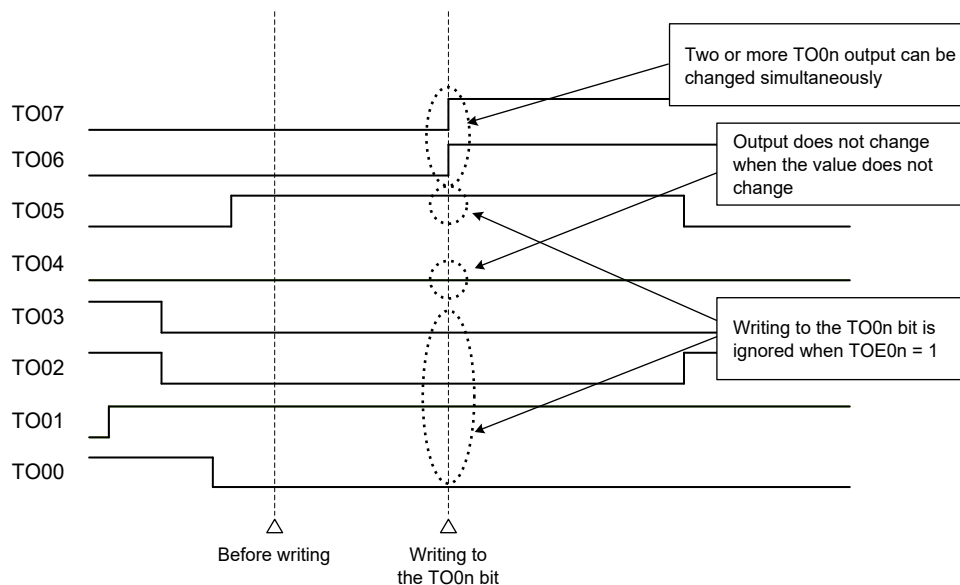 Two or more TO0n output can be
changed simultaneously
TO07
Output does not change
when the value does not
change
TO06
TO05
TO04
TO03
Writing to the TO0n bit is
ignored when TOE0n = 1
TO02
TO01
TO00
Before writing
Writing to
the TO0n bit